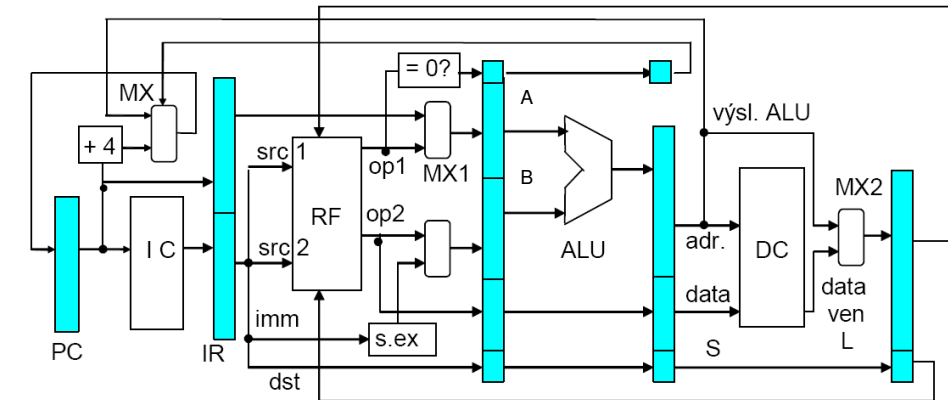 MX
+ 4
PC
I C
IR
src 1
src 2
RF
imm
dst
= 0?
op1
op2
MX1
s.ex
A
B
ALU
výsl. ALU
adr.
data
S
DC
MX2
data
ven
L